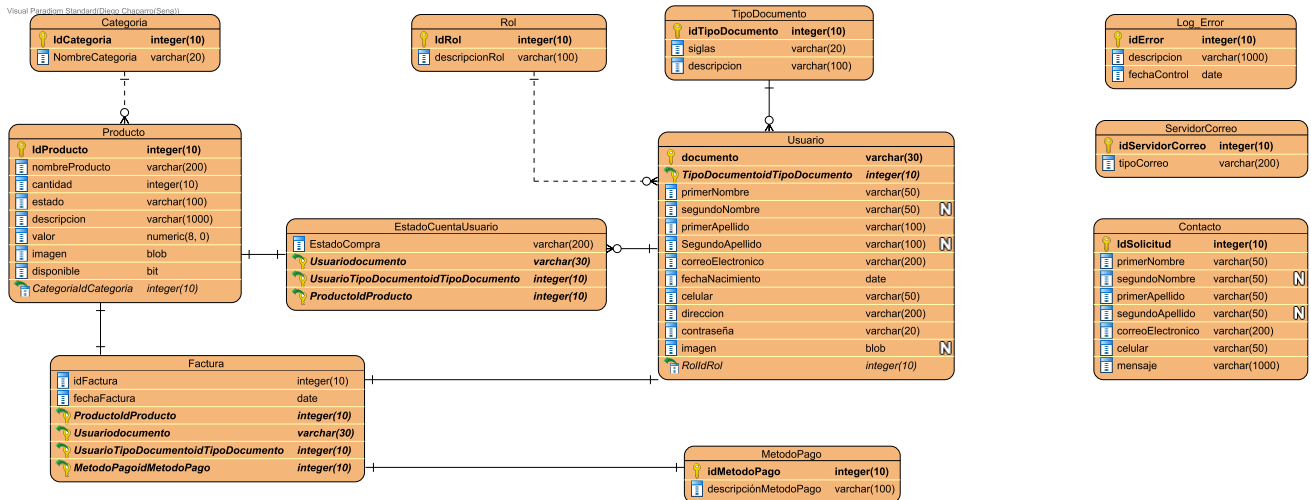 Visual Paradigm Standard(Diego Chaparro(Sena))
Categoria
IdCategoria integer(10)
NombreCategoria varchar(20)
Rol
IdRol integer(10)
descripcionRol varchar(100)
TipoDocumento
idTipoDocumento integer(10)
siglas varchar(20)
descripcion varchar(100)
Log_Error
idError integer(10)
descripcion varchar(1000)
fechaControl date
Producto
IdProducto integer(10)
nombreProducto varchar(200)
cantidad integer(10)
estado varchar(100)
descripcion varchar(1000)
valor numeric(8, 0)
imagen blob
disponible bit
CategoriaIdCategoria integer(10)
Usuario
documento varchar(30)
TipoDocumentoidTipoDocumento integer(10)
primerNombre varchar(50)
segundoNombre varchar(50) N
primerApellido varchar(100)
SegundoApellido varchar(100) N
correoElectronico varchar(200)
fechaNacimiento date
celular varchar(50)
direccion varchar(200)
contraseña varchar(20)
imagen blob N
RolIdRol integer(10)
ServidorCorreo
idServidorCorreo integer(10)
tipoCorreo varchar(200)
EstadoCuentaUsuario
EstadoCompra varchar(200)
Usuariodocumento varchar(30)
UsuarioTipoDocumentoidTipoDocumento integer(10)
ProductoIdProducto integer(10)
Contacto
IdSolicitud integer(10)
primerNombre varchar(50)
segundoNombre varchar(50) N
primerApellido varchar(50)
segundoApellido varchar(50) N
correoElectronico varchar(200)
celular varchar(50)
mensaje varchar(1000)
Factura
idFactura integer(10)
fechaFactura date
ProductoIdProducto integer(10)
Usuariodocumento varchar(30)
UsuarioTipoDocumentoidTipoDocumento integer(10)
MetodoPagoidMetodoPago integer(10)
MetodoPago
idMetodoPago integer(10)
descripciónMetodoPago varchar(100)